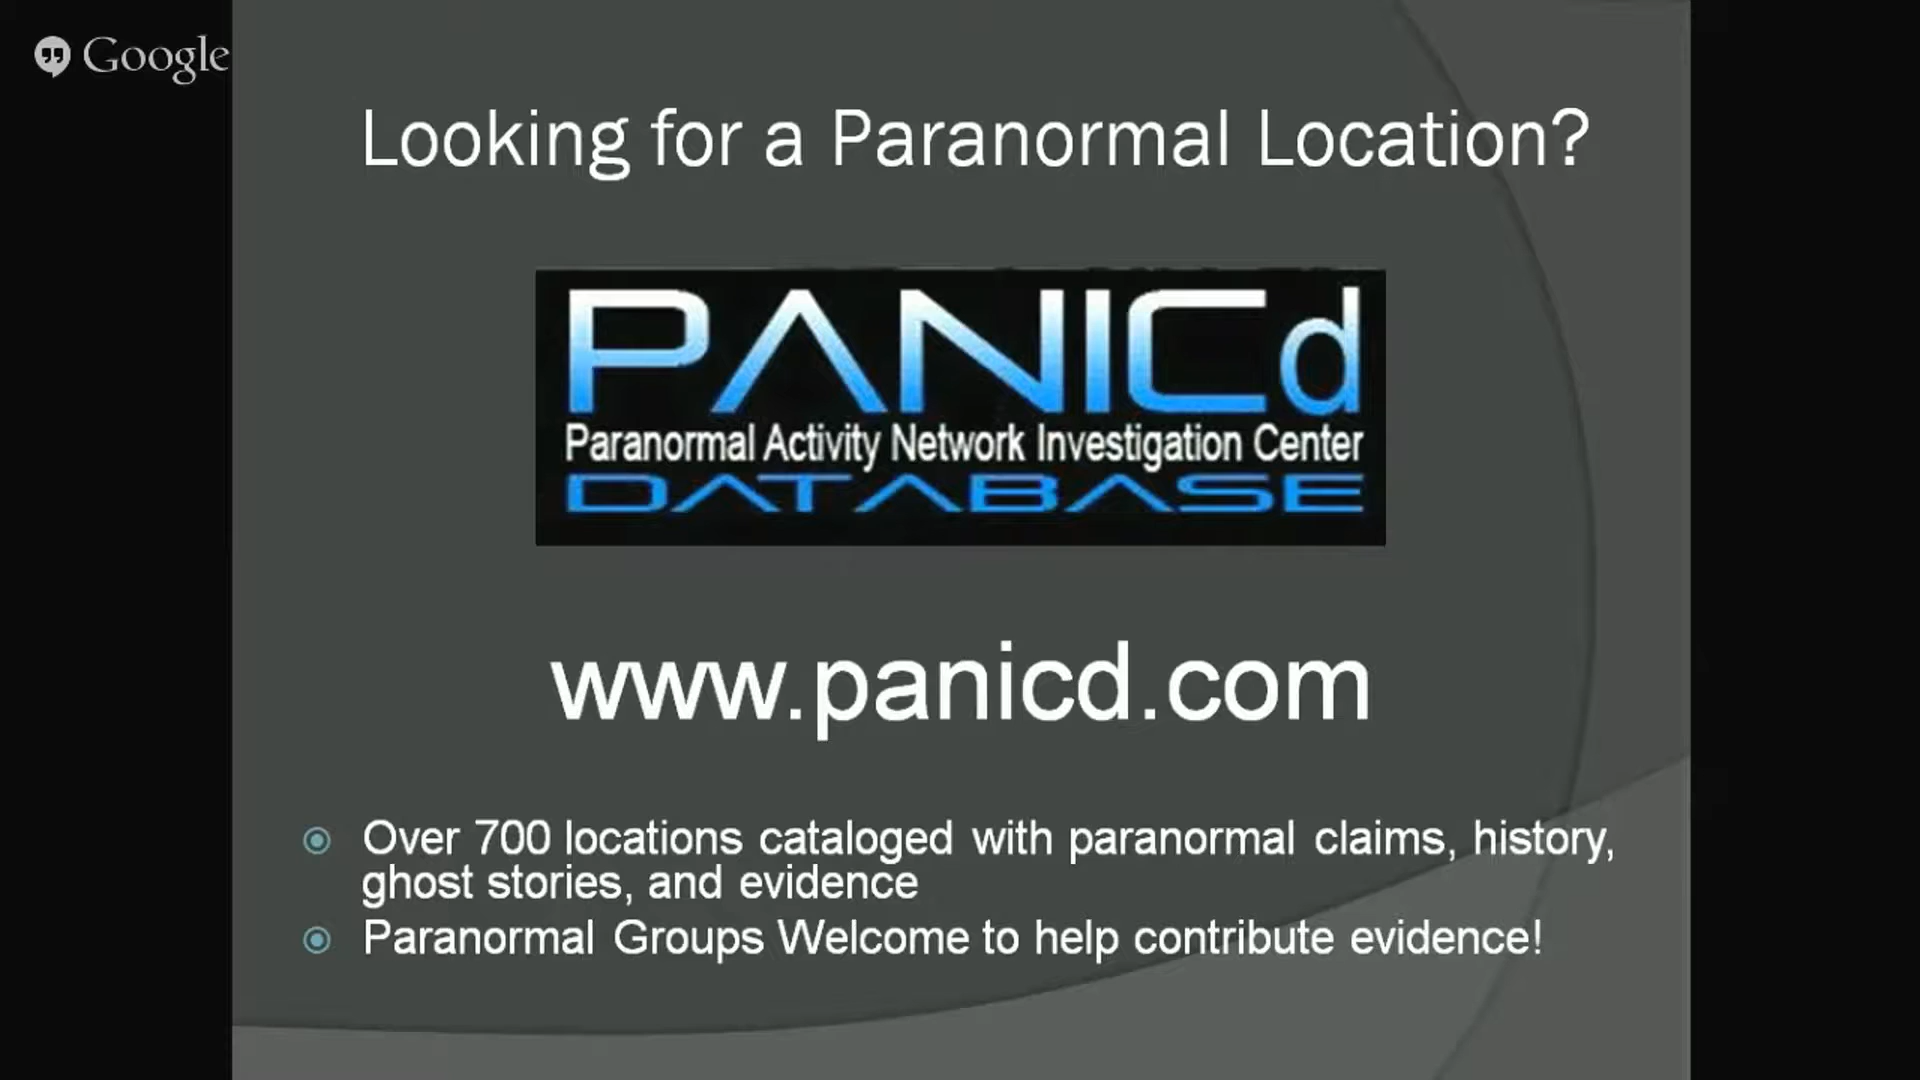 Google
Looking for a Paranormal Location?
PANICd
Paranormal Activity Network Investigation Center
DATABASE
www.panicd.com
Over 700 locations cataloged with paranormal claims, history,
ghost stories, and evidence
Paranormal Groups Welcome to help contribute evidence!